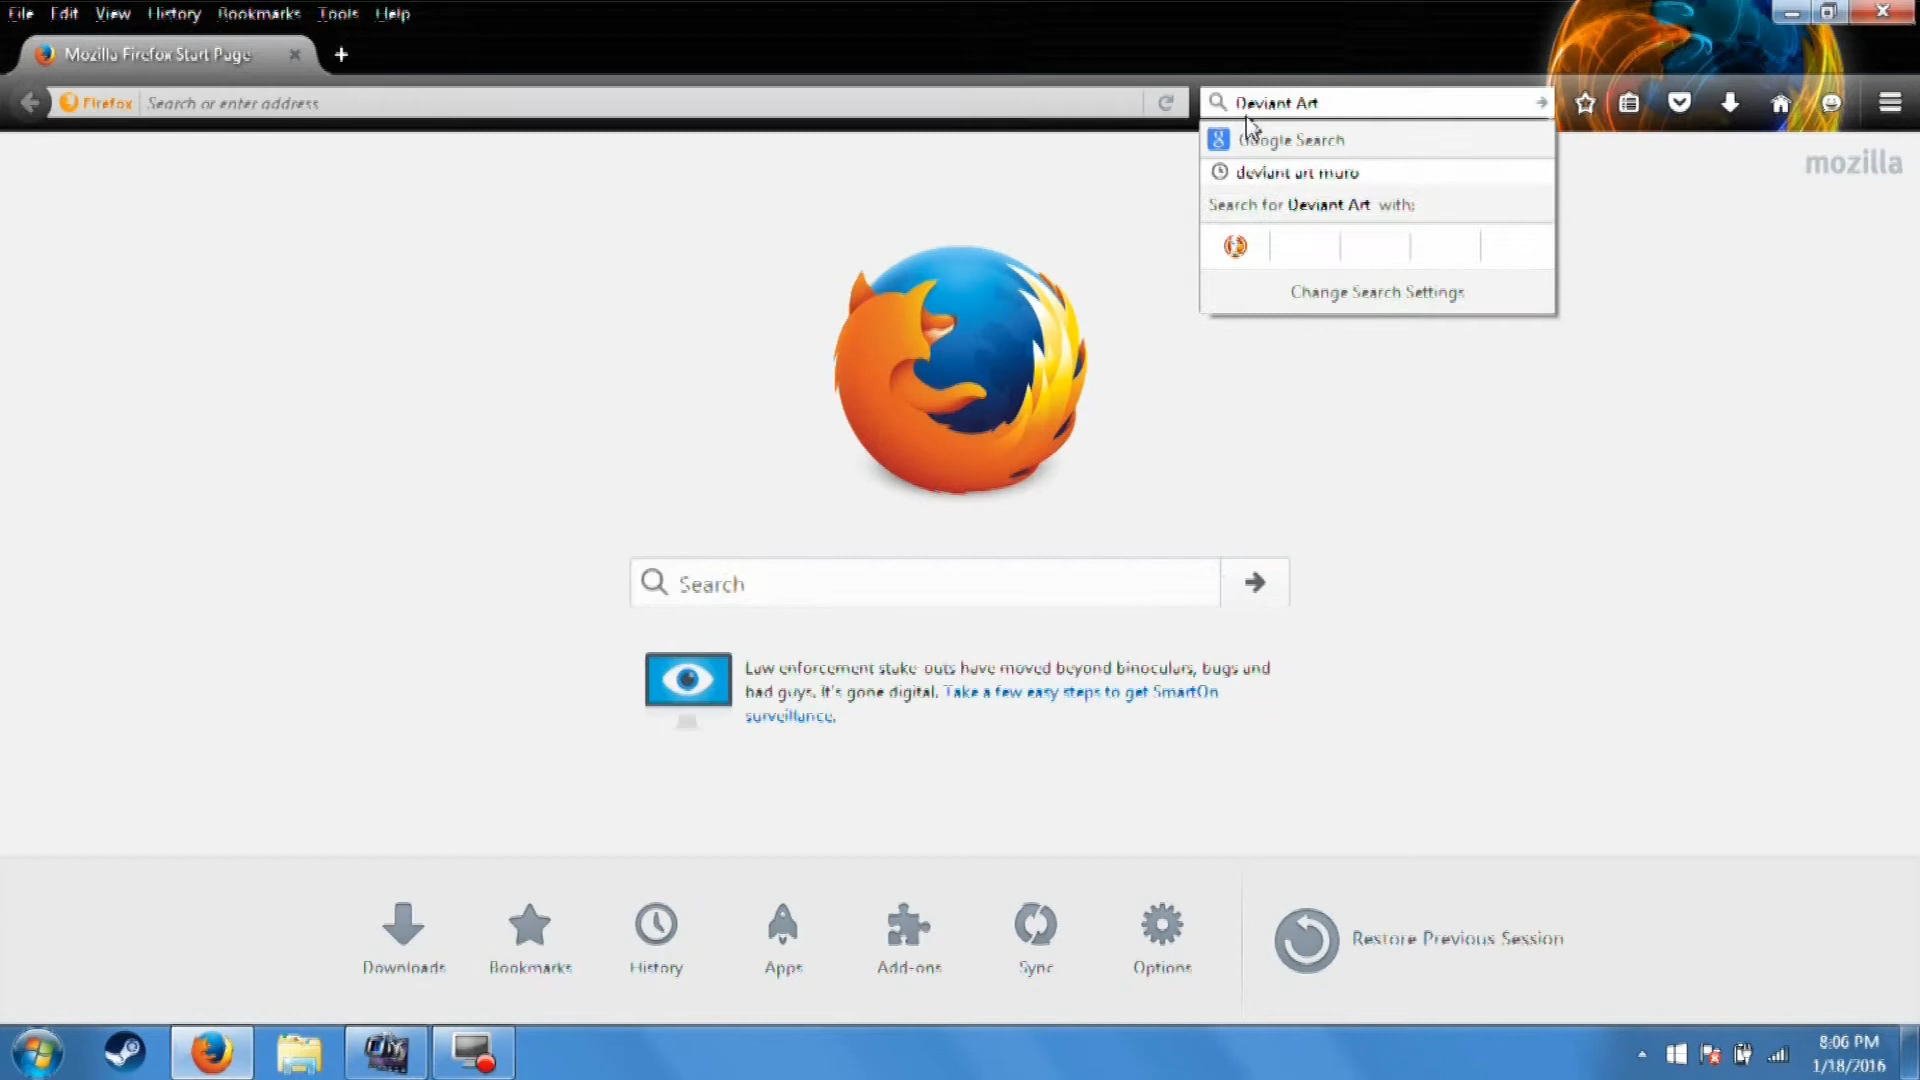 File Edit View History Bookmarks Tools Help
Mozilla Firefox Start Page
Firefox Search or enter address
Deviant Art
Google Search
deviant art muro
Search for Deviant Art with:
Change Search Settings
mozilla
Search
Law enforcement stake-outs have moved beyond binoculars, bugs and
bad guys. It's gone digital. Take a few easy steps to get SmartOn
surveillance.
Downloads Bookmarks History Apps Add-ons Sync Options
Restore Previous Session
8:06 PM
1/18/2016